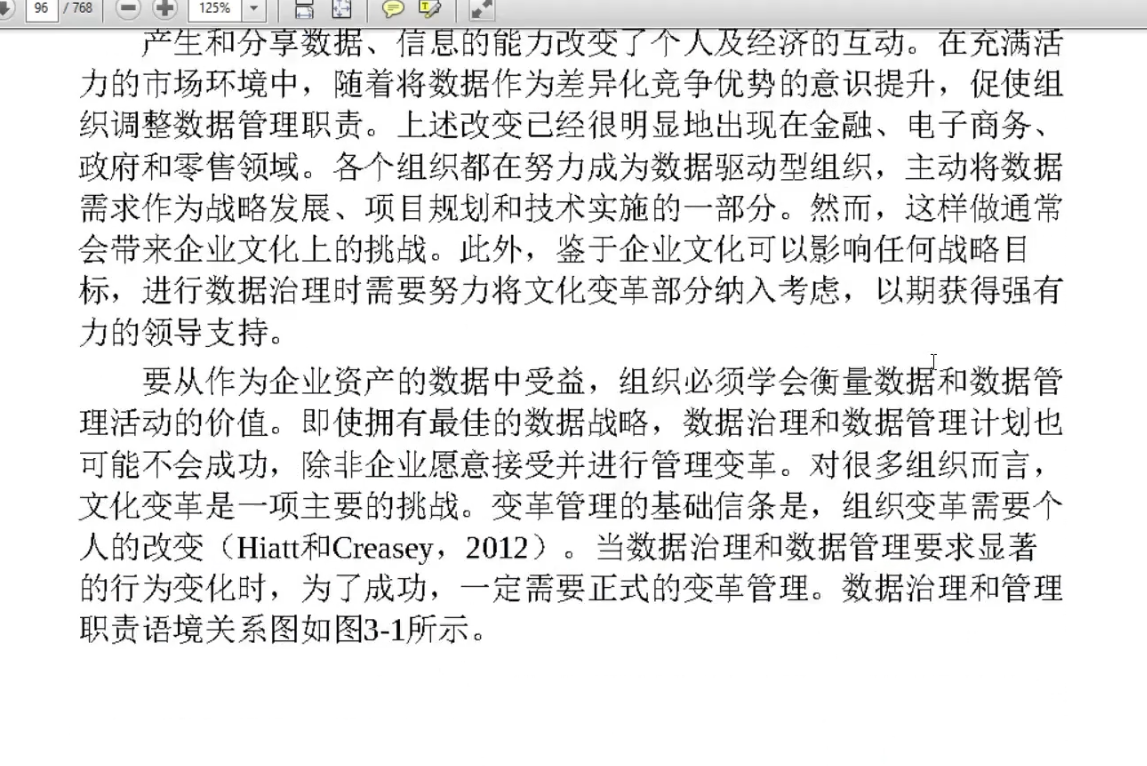 96 / 768 125%
产生和分享数据、信息的能力改变了个人及经济的互动。在充满活
力的市场环境中，随着将数据作为差异化竞争优势的意识提升，促使组
织调整数据管理职责。上述改变已经很明显地出现在金融、电子商务、
政府和零售领域。各个组织都在努力成为数据驱动型组织，主动将数据
需求作为战略发展、项目规划和技术实施的一部分。然而，这样做通常
会带来企业文化上的挑战。此外，鉴于企业文化可以影响任何战略目
标，进行数据治理时需要努力将文化变革部分纳入考虑，以期获得强有
力的领导支持。
要从作为企业资产的数据中受益，组织必须学会衡量数据和数据管
理活动的价值。即使拥有最佳的数据战略，数据治理和数据管理计划也
可能不会成功，除非企业愿意接受并进行管理变革。对很多组织而言，
文化变革是一项主要的挑战。变革管理的基础信条是，组织变革需要个
人的改变（Hiatt和Creasey，2012）。当数据治理和数据管理要求显著
的行为变化时，为了成功，一定需要正式的变革管理。数据治理和管理
职责语境关系图如图3-1所示。